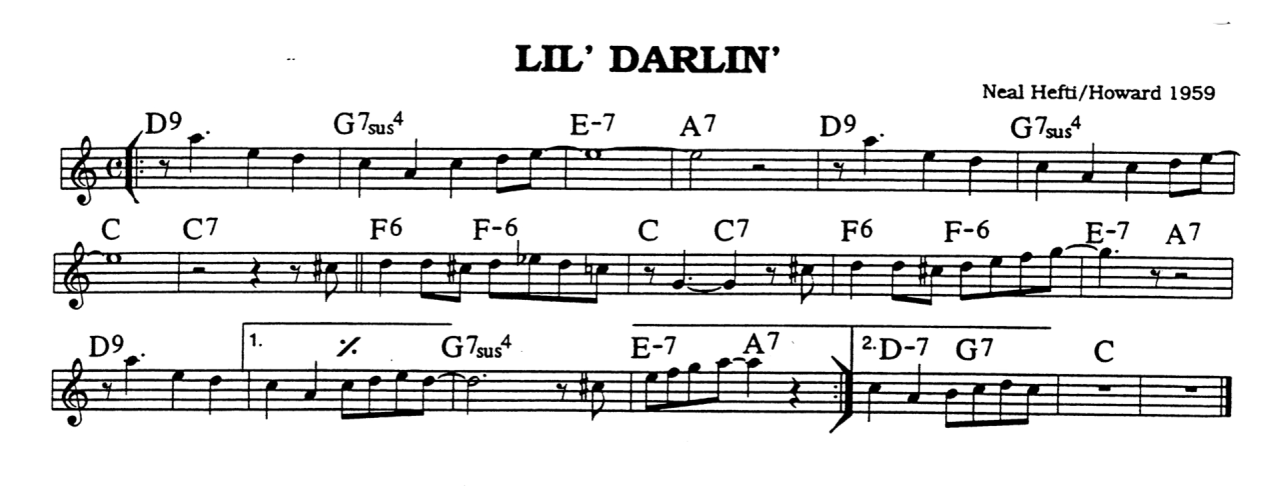 LIL' DARLIN'
Neal Hefti/Howard 1959
D9 G7sus4 E-7 A7 D9 G7sus4
C C7 F6 F-6 C C7 F6 F-6 E-7 A7
D9 1. G7sus4 E-7 A7 2. D-7 G7 C